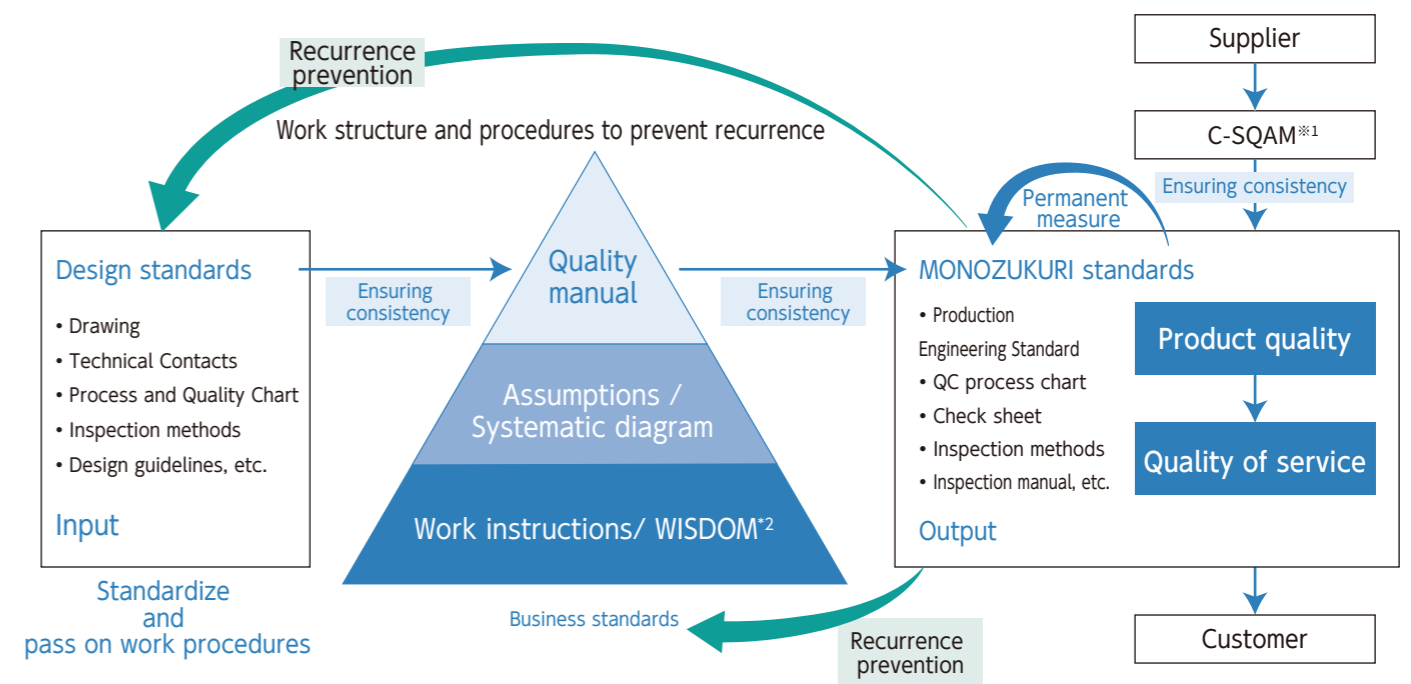 Recurrence
prevention
Work structure and procedures to prevent recurrence
Supplier
C-SQAM※1
Ensuring consistency
Permanent
measure
Design standards
• Drawing
• Technical Contacts
• Process and Quality Chart
• Inspection methods
• Design guidelines, etc.
Input
Standardize
and
pass on work procedures
Ensuring
consistency
Quality
manual
Assumptions /
Systematic diagram
Work instructions/ WISDOM*2
Business standards
Ensuring
consistency
MONOZUKURI standards
• Production
Engineering Standard
• QC process chart
• Check sheet
• Inspection methods
• Inspection manual, etc.
Output
Product quality
Quality of service
Recurrence
prevention
Customer